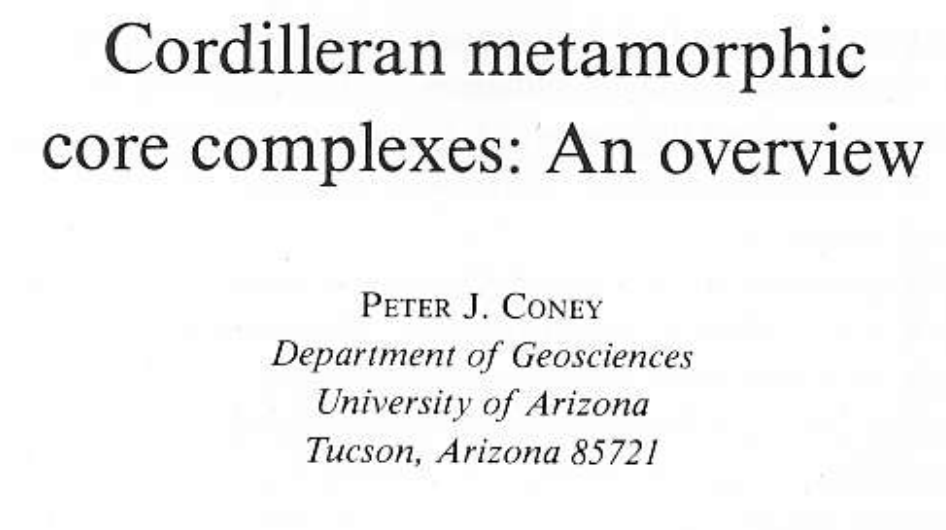 Cordilleran metamorphic
core complexes: An overview
PETER J. CONEY
Department of Geosciences
University of Arizona
Tucson, Arizona 85721